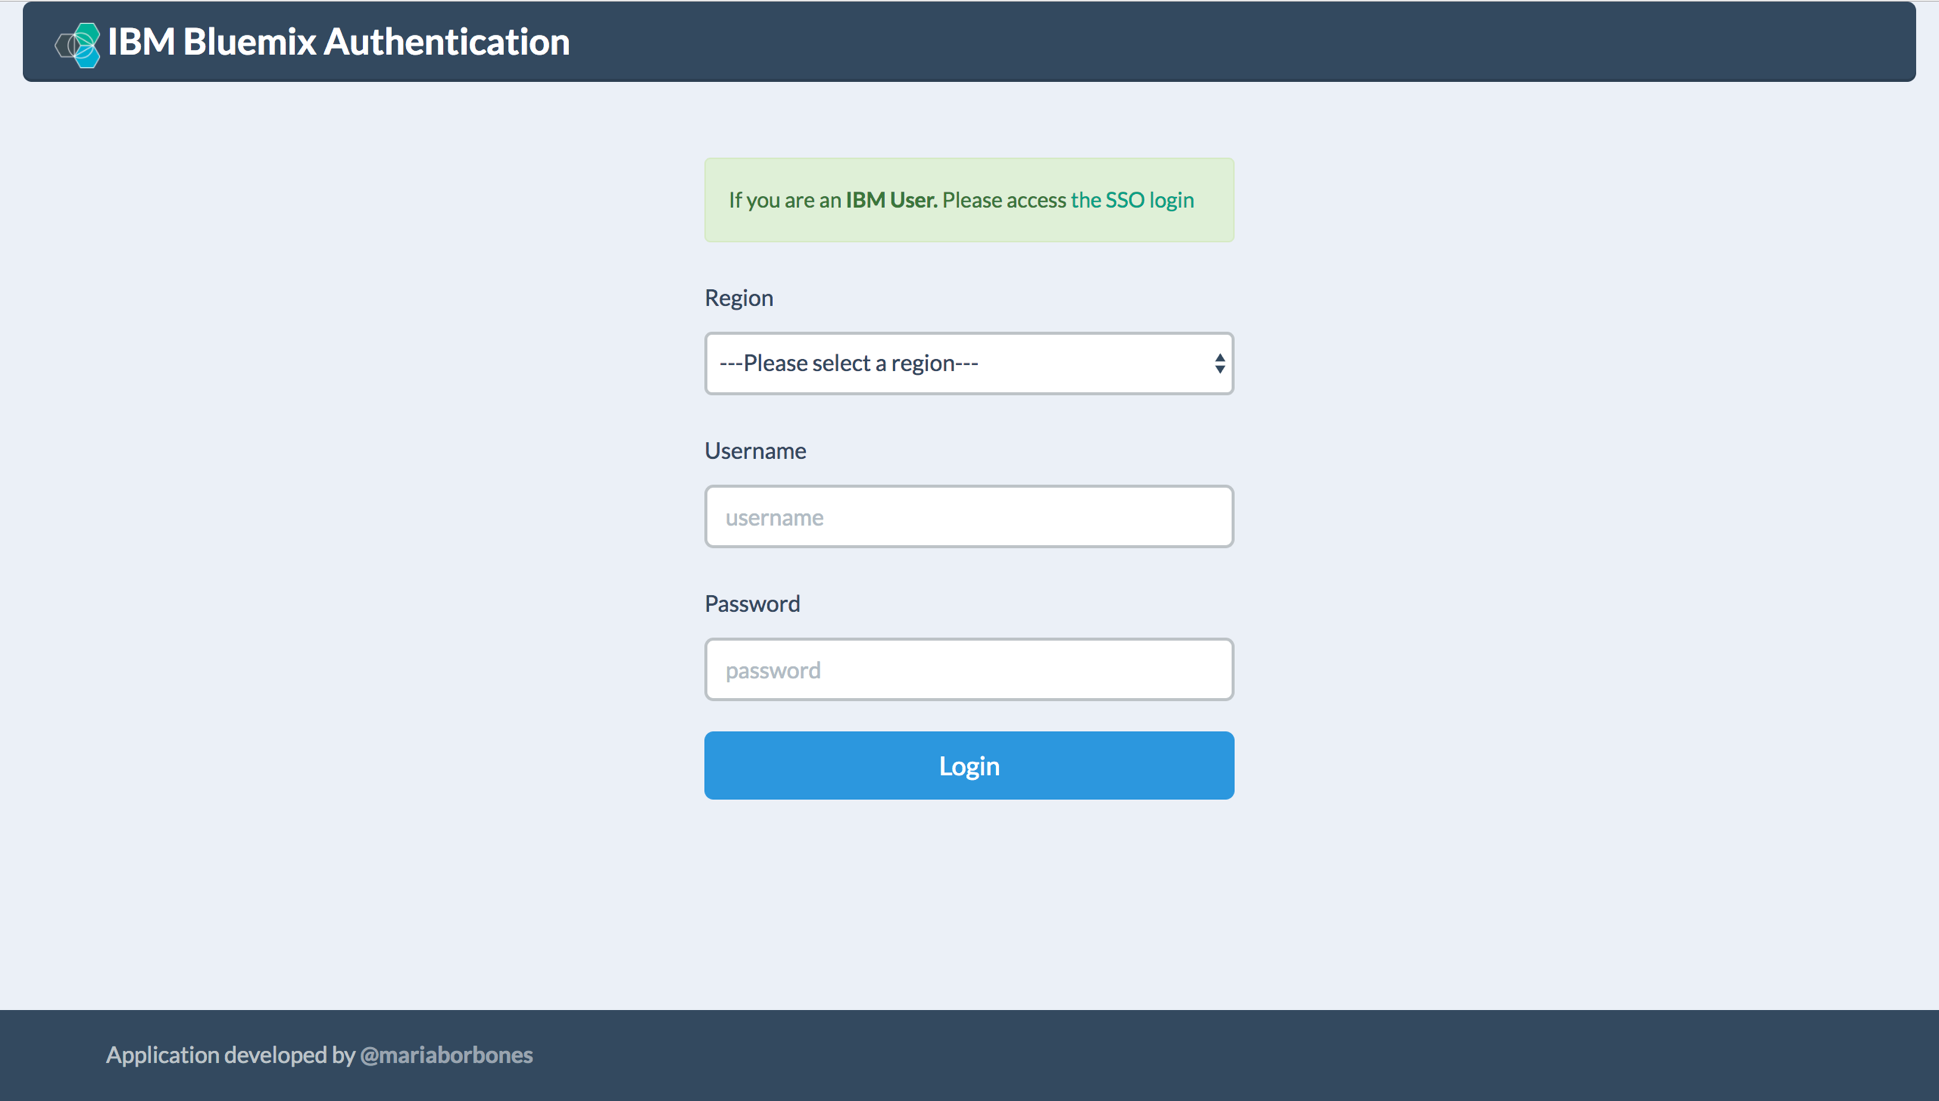 IBM Bluemix Authentication
If you are an IBM User. Please access the SSO login
Region
---Please select a region---
Username
username
Password
password
Login
Application developed by @mariaborbones